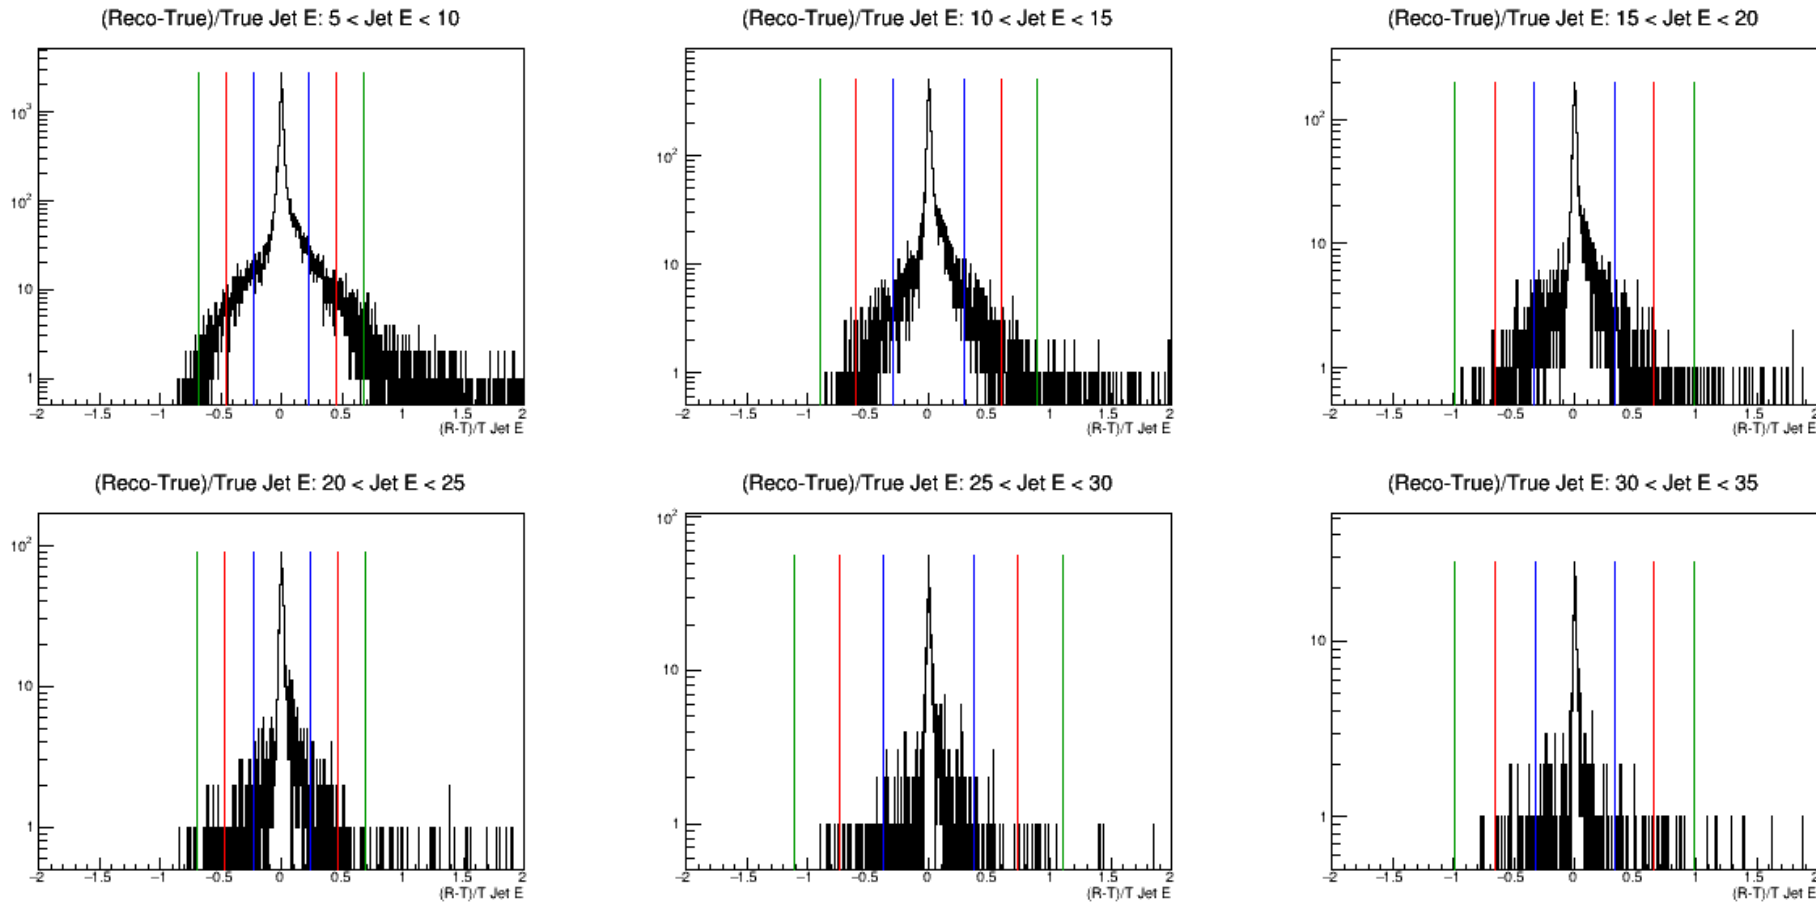 (Reco-True)/True Jet E: 5 < Jet E < 10
(Reco-True)/True Jet E: 10 < Jet E < 15
(Reco-True)/True Jet E: 15 < Jet E < 20
10³
10²
10
1
−2 −1.5 −1 −0.5 0 0.5 1 1.5 2
(R-T)/T Jet E
10²
10
1
−2 −1.5 −1 −0.5 0 0.5 1 1.5 2
(R-T)/T Jet E
10²
10
1
−2 −1.5 −1 −0.5 0 0.5 1 1.5 2
(R-T)/T Jet E
(Reco-True)/True Jet E: 20 < Jet E < 25
(Reco-True)/True Jet E: 25 < Jet E < 30
(Reco-True)/True Jet E: 30 < Jet E < 35
10²
10
1
−2 −1.5 −1 −0.5 0 0.5 1 1.5 2
(R-T)/T Jet E
10²
10
1
−2 −1.5 −1 −0.5 0 0.5 1 1.5 2
(R-T)/T Jet E
10
1
−2 −1.5 −1 −0.5 0 0.5 1 1.5 2
(R-T)/T Jet E